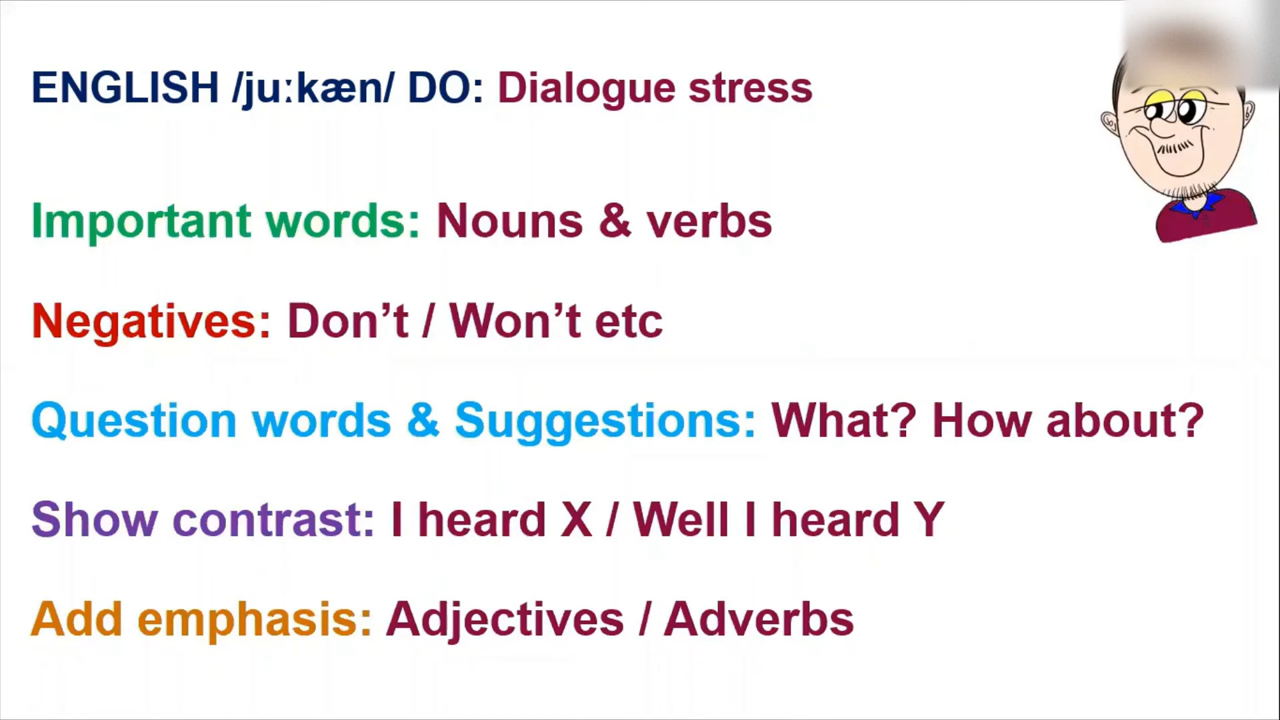 ENGLISH /juːkæn/ DO: Dialogue stress
Important words: Nouns & verbs
Negatives: Don’t / Won’t etc
Question words & Suggestions: What? How about?
Show contrast: I heard X / Well I heard Y
Add emphasis: Adjectives / Adverbs